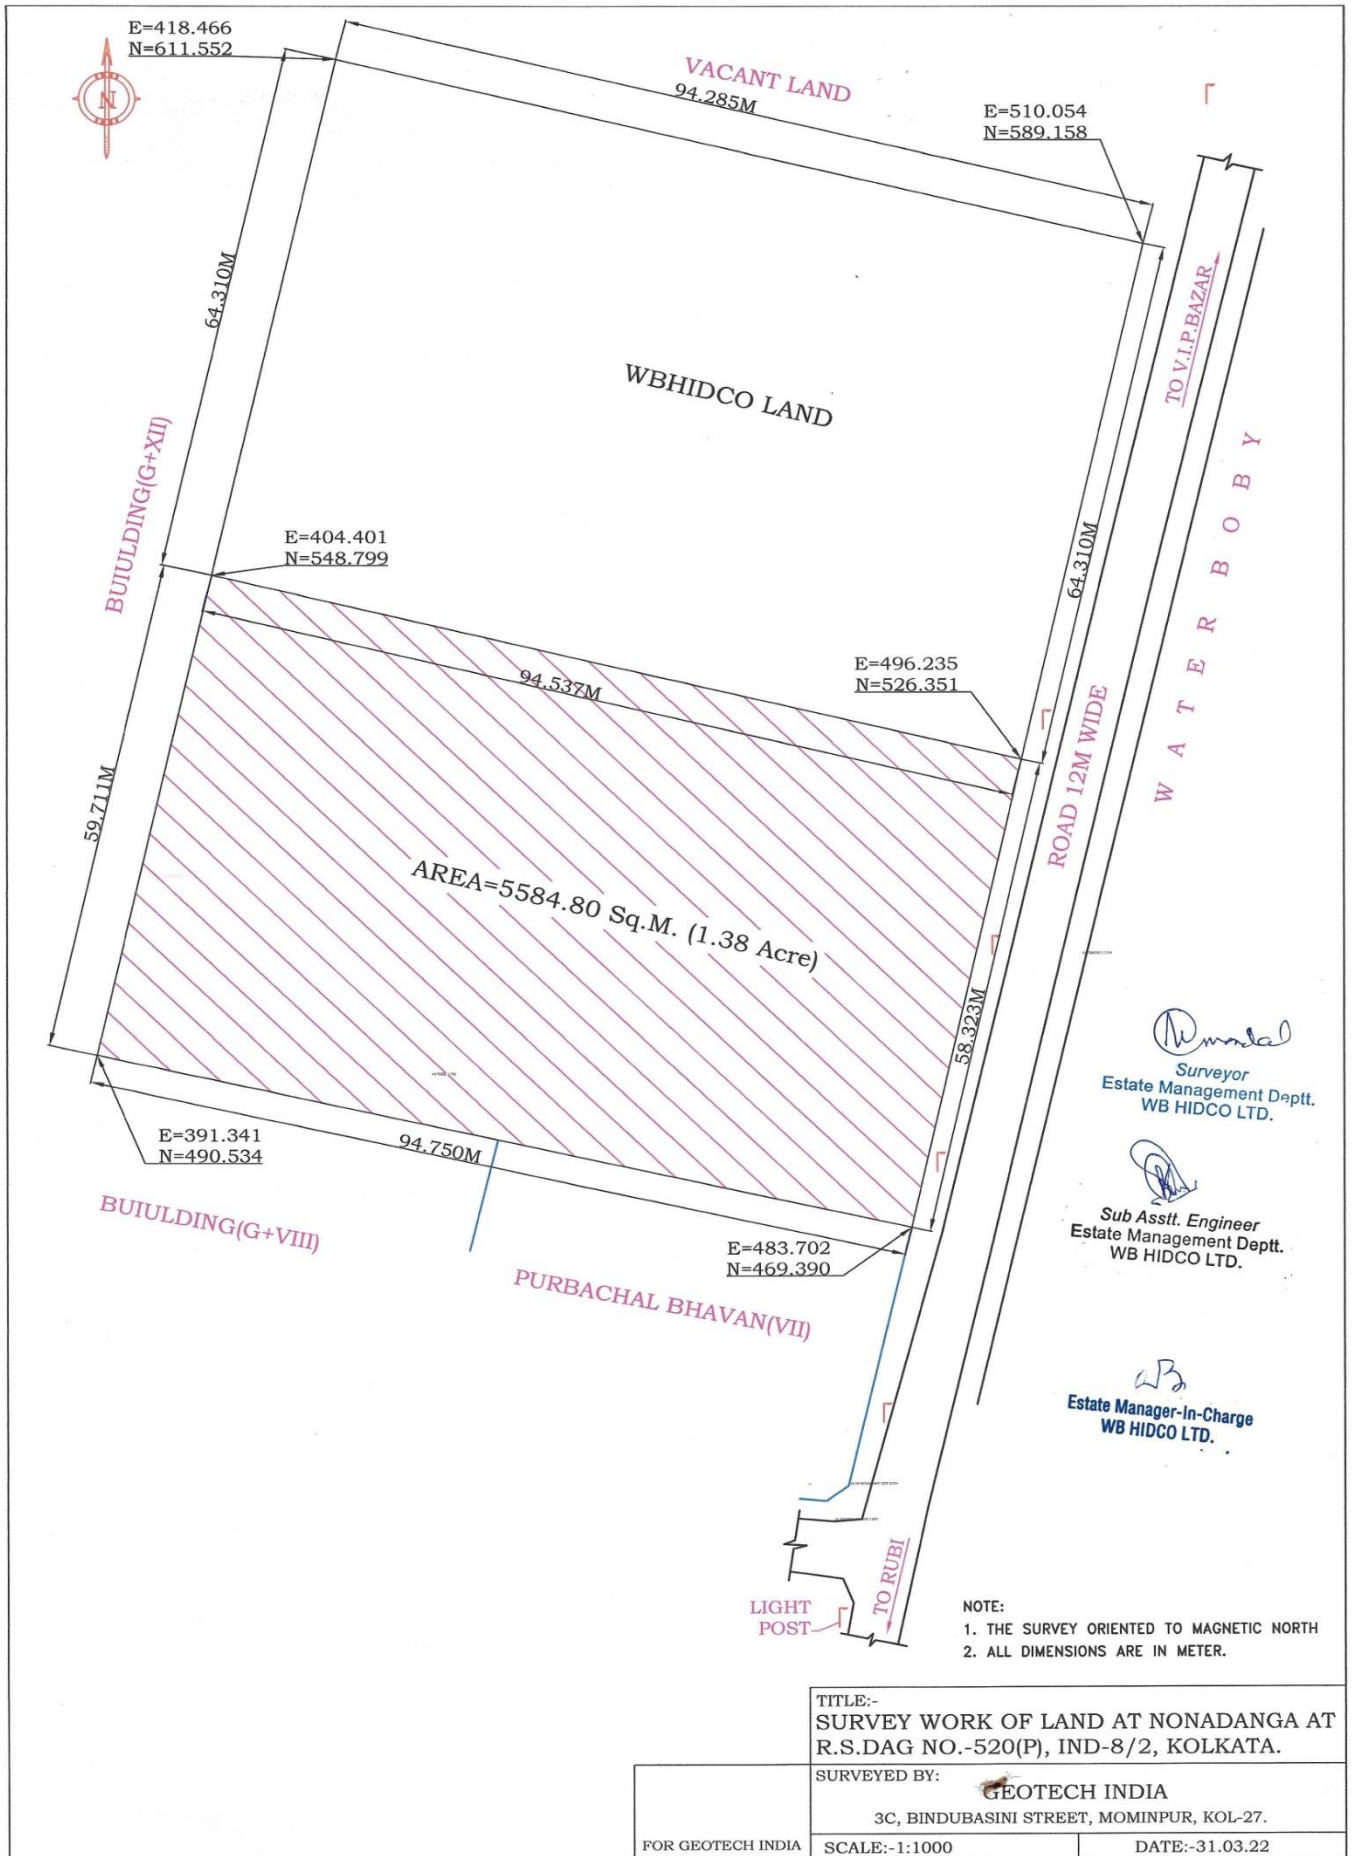 E=418.466
N=611.552
N
VACANT LAND
94.285M
E=510.054
N=589.158
64.310M
TO V.I.P.BAZAR
WBHIDCO LAND
BUIULDING(G+XII)
WATER BOBY
E=404.401
N=548.799
64.310M
94.537M
E=496.235
N=526.351
ROAD 12M WIDE
59.711M
AREA=5584.80 Sq.M. (1.38 Acre)
58.323M
Surveyor
Estate Management Deptt.
WB HIDCO LTD.
E=391.341
N=490.534
94.750M
BUIULDING(G+VIII)
Sub Asstt. Engineer
Estate Management Deptt.
WB HIDCO LTD.
E=483.702
N=469.390
PURBACHAL BHAVAN(VII)
Estate Manager-In-Charge
WB HIDCO LTD.
TO RUBI
LIGHT
POST
NOTE:
1. THE SURVEY ORIENTED TO MAGNETIC NORTH
2. ALL DIMENSIONS ARE IN METER.
TITLE:-
SURVEY WORK OF LAND AT NONADANGA AT
R.S.DAG NO.-520(P), IND-8/2, KOLKATA.
SURVEYED BY:
GEOTECH INDIA
3C, BINDUBASINI STREET, MOMINPUR, KOL-27.
FOR GEOTECH INDIA
SCALE:-1:1000
DATE:-31.03.22